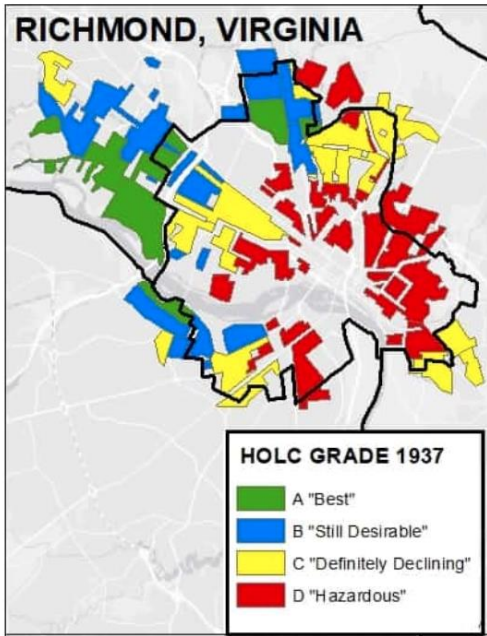 RICHMOND, VIRGINIA
HOLC GRADE 1937
A "Best"
B "Still Desirable"
C "Definitely Declining"
D "Hazardous"